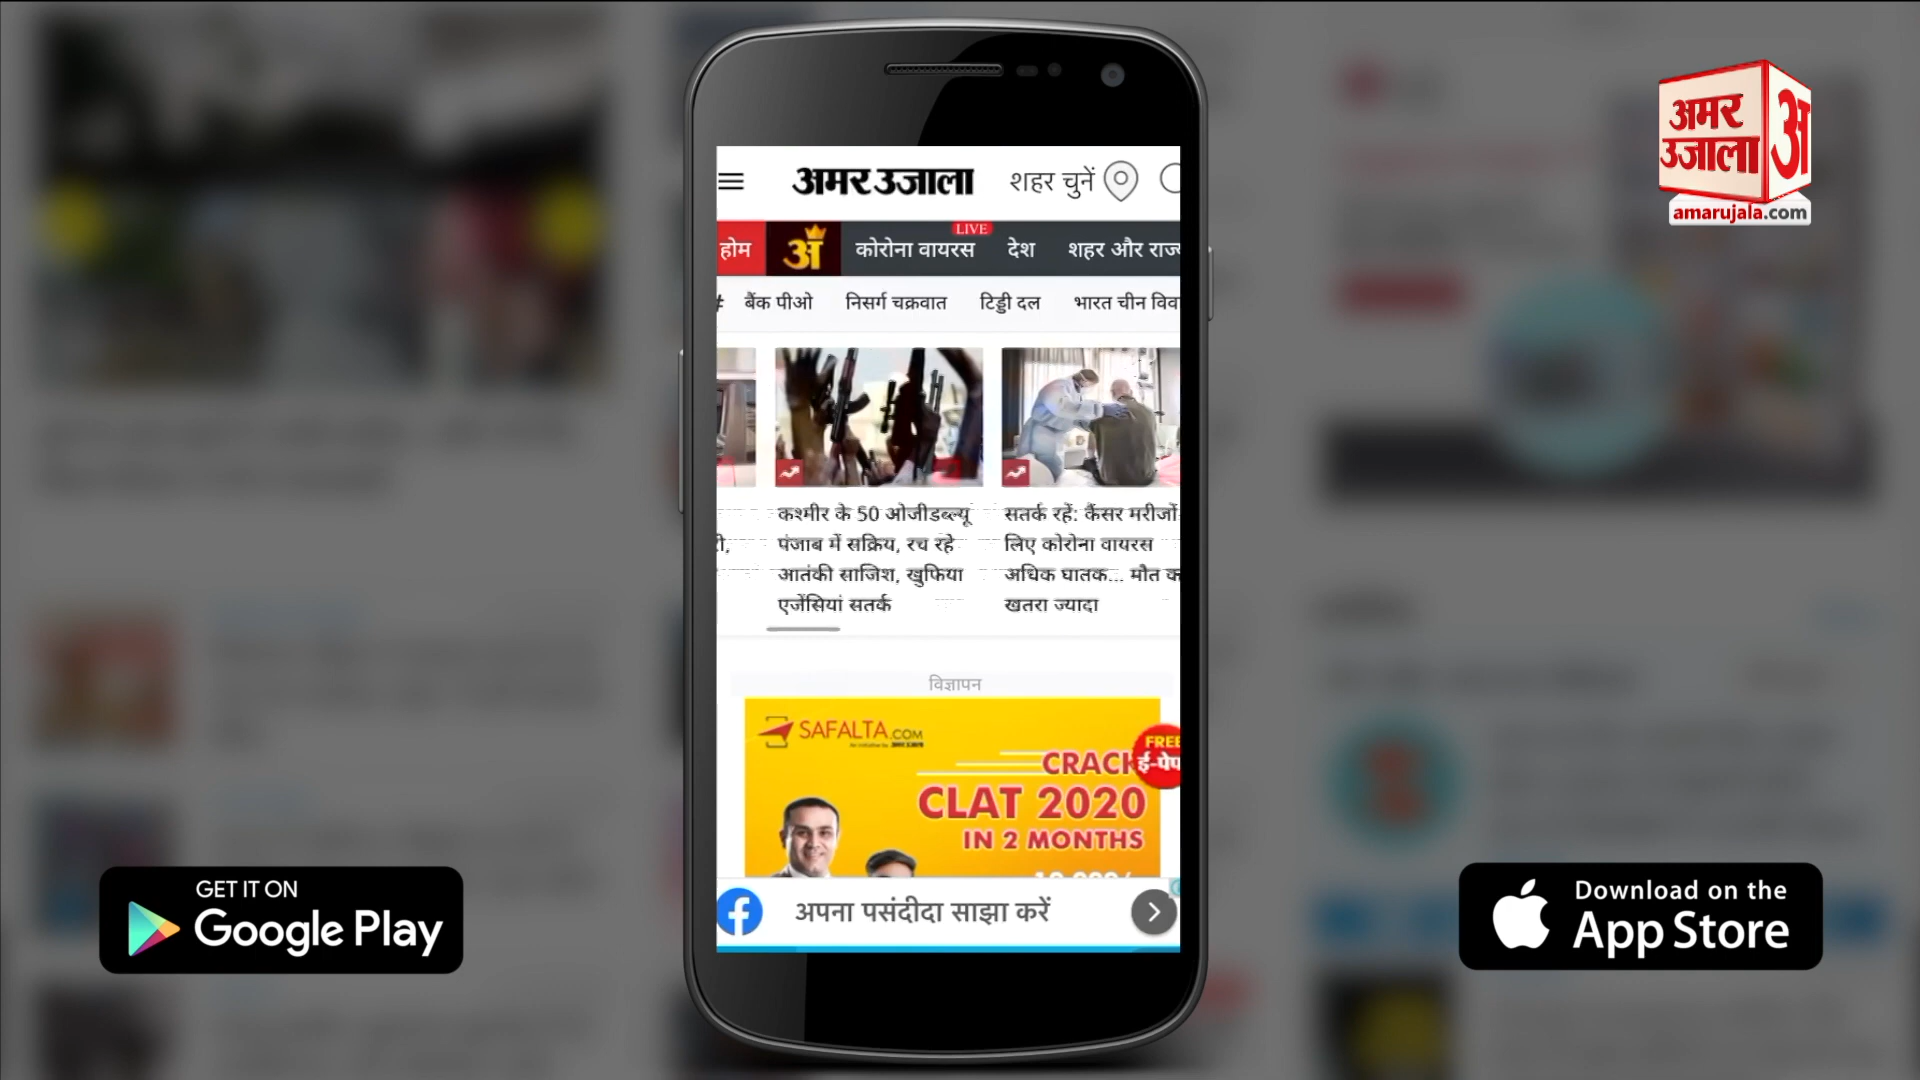 अमर उजाला
अ
amarujala.com
अमर उजाला शहर चुनें
होम अ कोरोना वायरस LIVE देश शहर और
# बैंक पीओ निसर्ग चक्रवात टिड्डी दल भारत चीन
कश्मीर के 50 ओजीडब्ल्यू
पंजाब में सक्रिय, रच रहे
आतंकी साजिश, खुफिया
एजेंसियां सतर्क
सतर्क रहें: कैंसर मरीजों
लिए कोरोना वायरस
अधिक घातक... मौत
खतरा ज्यादा
विज्ञापन
SAFALTA.COM
CRACK
CLAT 2020
IN 2 MONTHS
FREE
अपना पसंदीदा साझा करें
GET IT ON
Google Play
Download on the
App Store